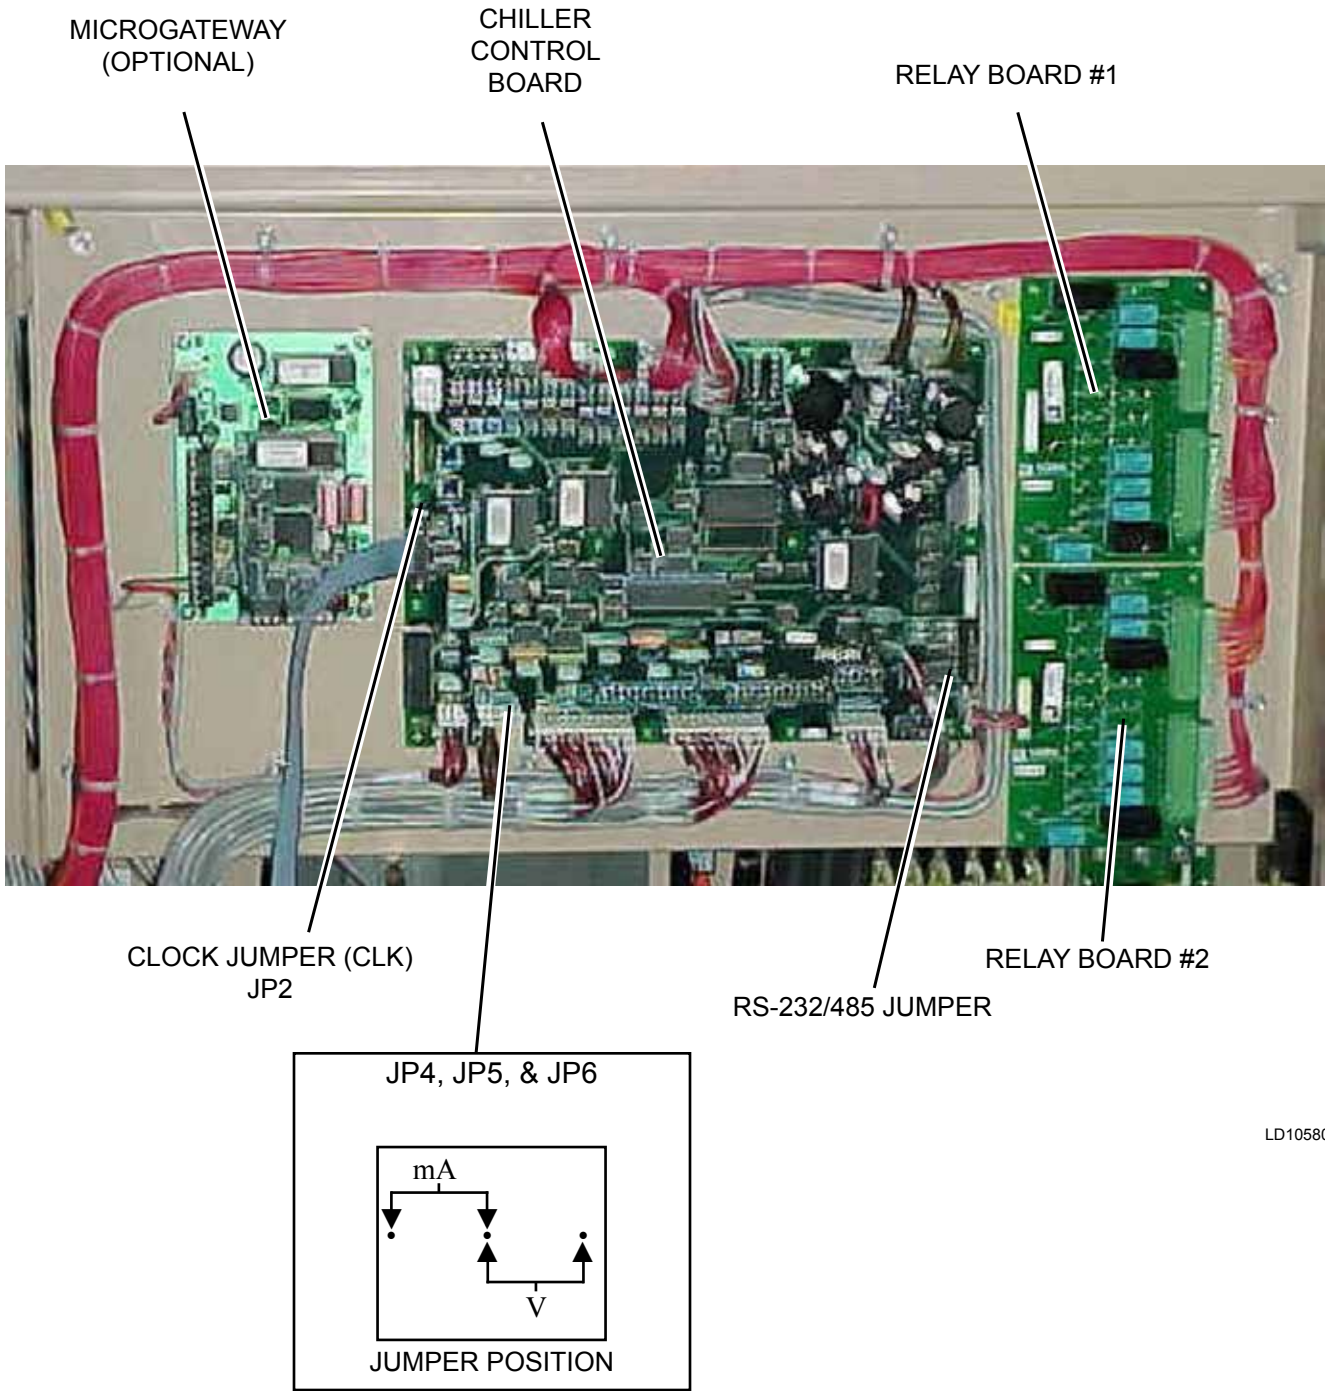 MICROGATEWAY
(OPTIONAL)
CHILLER
CONTROL
BOARD
RELAY BOARD #1
CLOCK JUMPER (CLK)
JP2
RELAY BOARD #2
RS-232/485 JUMPER
JP4, JP5, & JP6
mA
V
JUMPER POSITION
LD10580